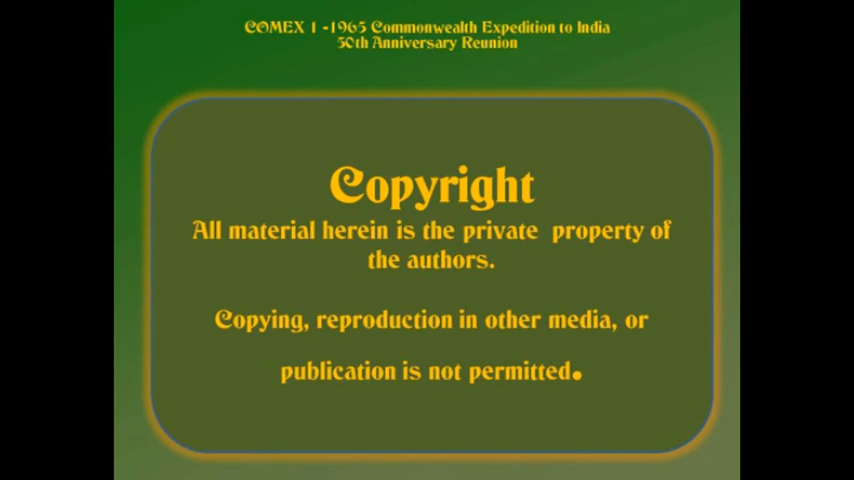 COMEX 1 -1965 Commonwealth Expedition to India
50th Anniversary Reunion
Copyright
All material herein is the private property of
the authors.
Copying, reproduction in other media, or
publication is not permitted.